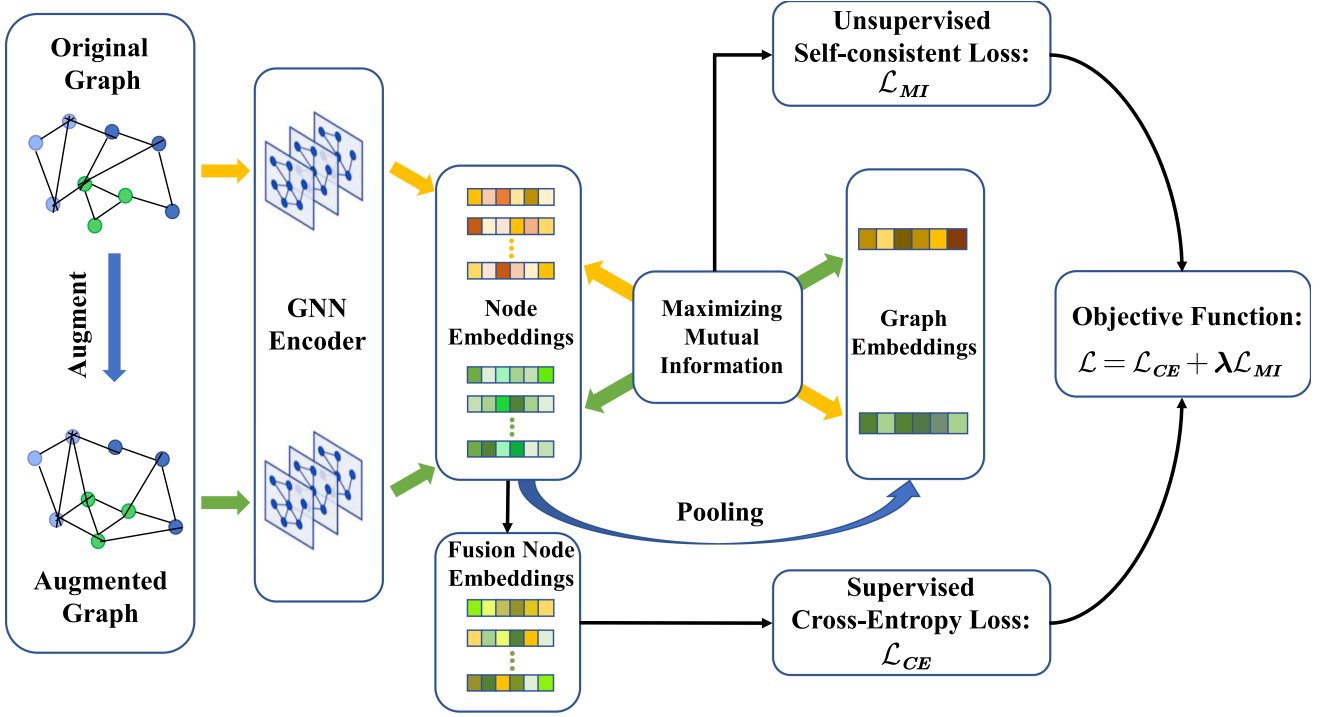 Original
Graph
Augment
Augmented
Graph
GNN
Encoder
Node
Embeddings
Pooling
Fusion Node
Embeddings
Maximizing
Mutual
Information
Graph
Embeddings
Unsupervised
Self-consistent Loss:
ℒ_MI
Supervised
Cross-Entropy Loss:
ℒ_CE
Objective Function:
ℒ = ℒ_CE + λℒ_MI